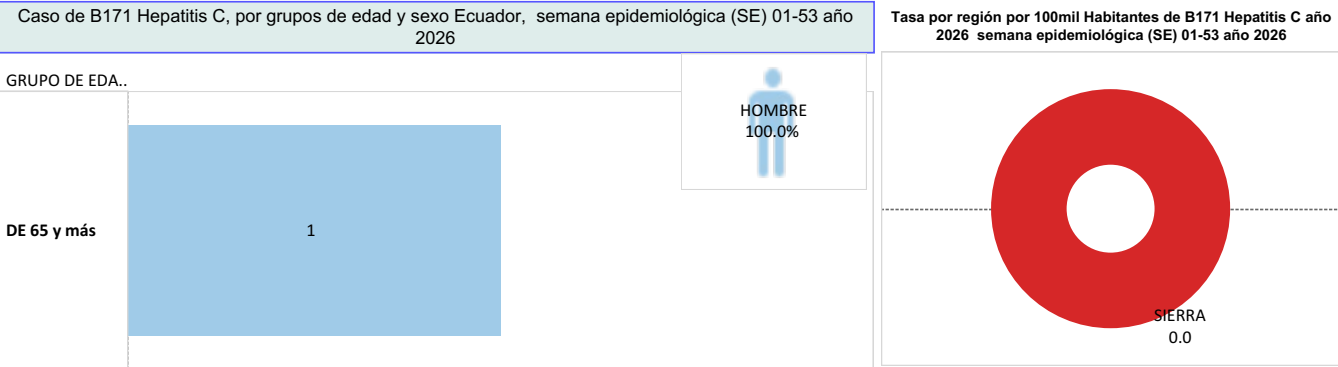 Caso de B171 Hepatitis C, por grupos de edad y sexo Ecuador, semana epidemiológica (SE) 01-53 año
2026
GRUPO DE EDA..
HOMBRE
100.0%
DE 65 y más
1
Tasa por región por 100mil Habitantes de B171 Hepatitis C año
2026 semana epidemiológica (SE) 01-53 año 2026
SIERRA
0.0